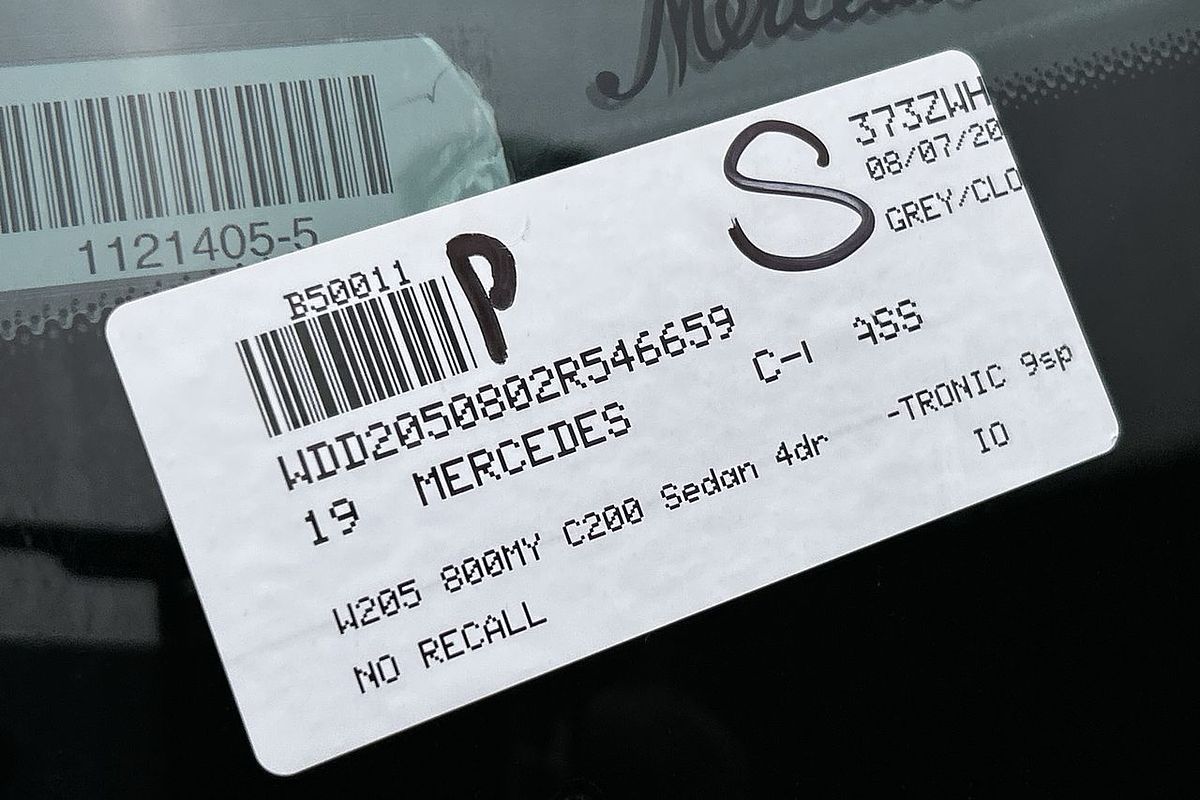 1121405-5
S
373ZWH
08/07/20
GREY/CLO
B50011
P
WDD2050802R546659
19 MERCEDES
W205 800MY C200 Sedan 4dr -TRONIC 9sp
NO RECALL
IO